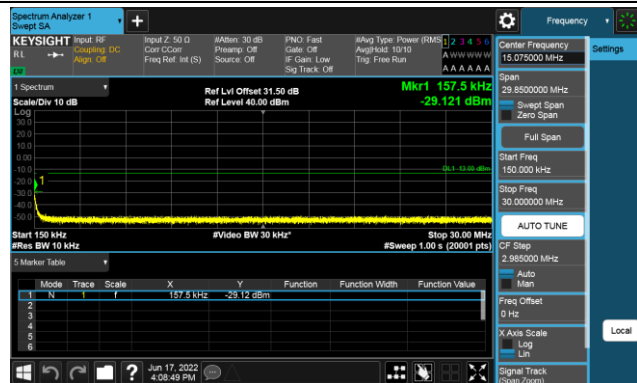 Spectrum Analyzer 1
Swept SA
Frequency
KEYSIGHT Input: RF Input Z: 50 Ω #Atten: 30 dB PNO: Fast #Avg Type: Power (RMS 1 2 3 4 5 6
RL Coupling: DC Corr CCorr Preamp: Off Gate: Off Avg|Hold: 10/10 A W W W W W
Align: Off Freq Ref: Int (S) Source: Off IF Gain: Low Trig: Free Run
Sig Track: Off A A A A A A
Center Frequency
15.075000 MHz
Settings
1 Spectrum
Ref Lvl Offset 31.50 dB
Mkr1 157.5 kHz
Scale/Div 10 dB
Ref Level 40.00 dBm
-29.121 dBm
Span
29.8500000 MHz
Swept Span
Zero Span
Full Span
Log
30.0
20.0
10.0
0.00
-10.0
DL1 -13.00 dBm
-20.0
1
-30.0
-40.0
-50.0
Start Freq
150.000 kHz
Stop Freq
30.000000 MHz
AUTO TUNE
Start 150 kHz #Video BW 30 kHz* Stop 30.00 MHz
#Res BW 10 kHz #Sweep 1.00 s (20001 pts)
CF Step
2.985000 MHz
Auto
Man
5 Marker Table
Mode Trace Scale X Y Function Function Width Function Value
1 N 1 f 157.5 kHz -29.12 dBm
2
3
4
5
6
Freq Offset
0 Hz
X Axis Scale
Log
Lin
Local
Signal Track
(Span Zoom)
Jun 17, 2022
4:08:49 PM